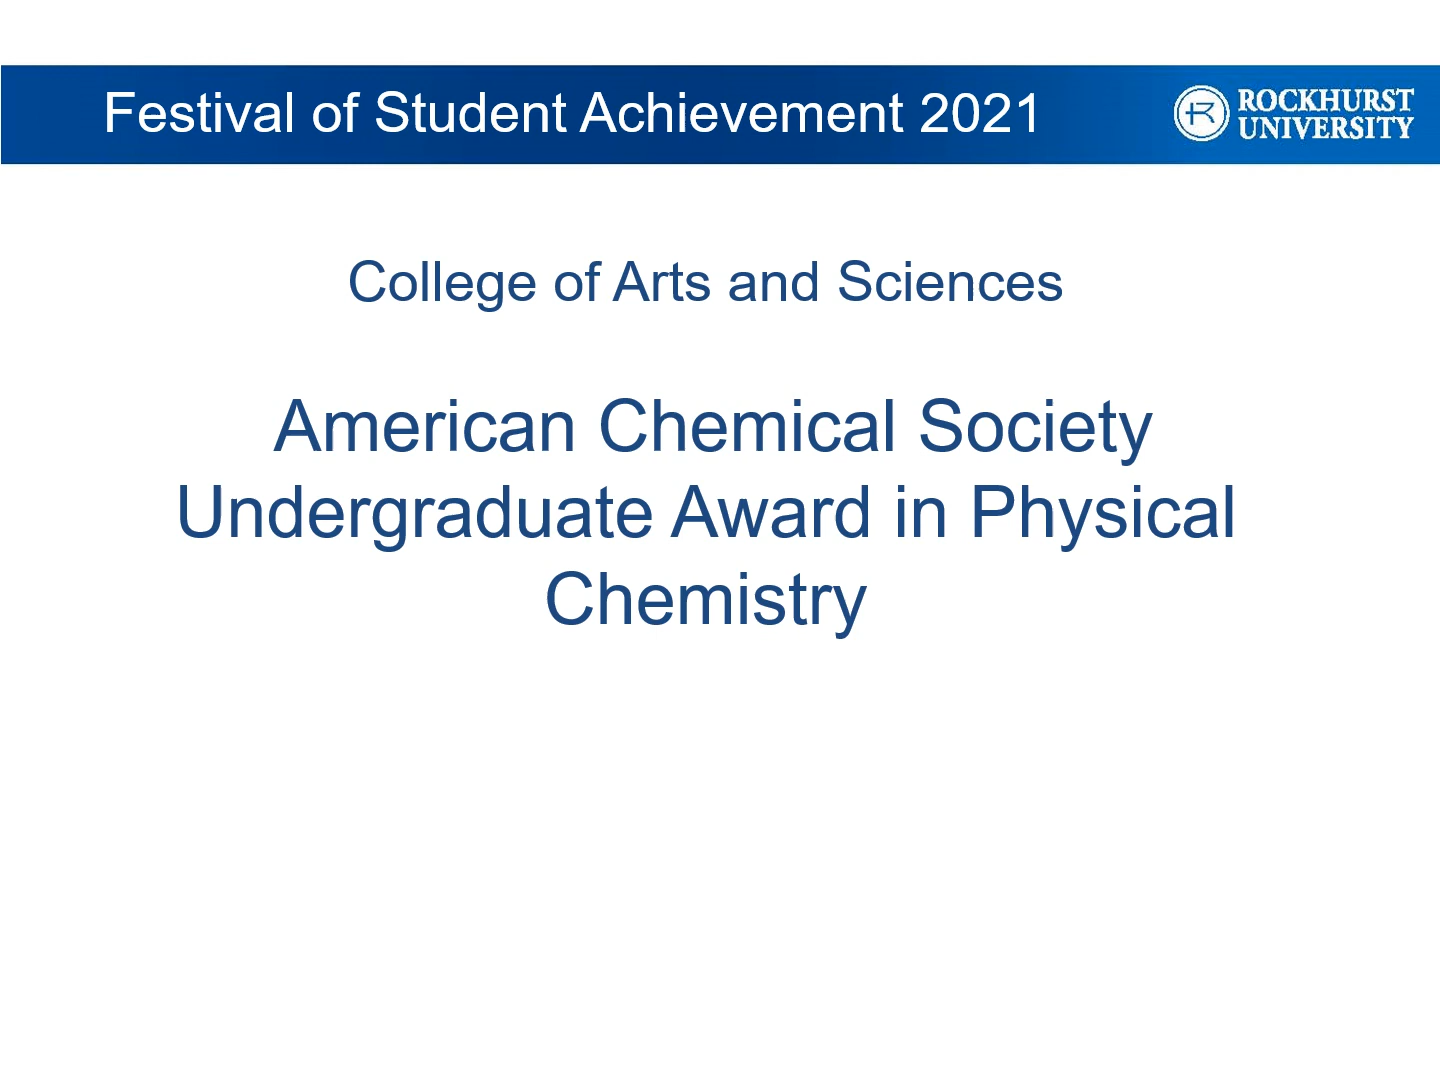 Festival of Student Achievement 2021
ROCKHURST
UNIVERSITY
College of Arts and Sciences
American Chemical Society
Undergraduate Award in Physical
Chemistry